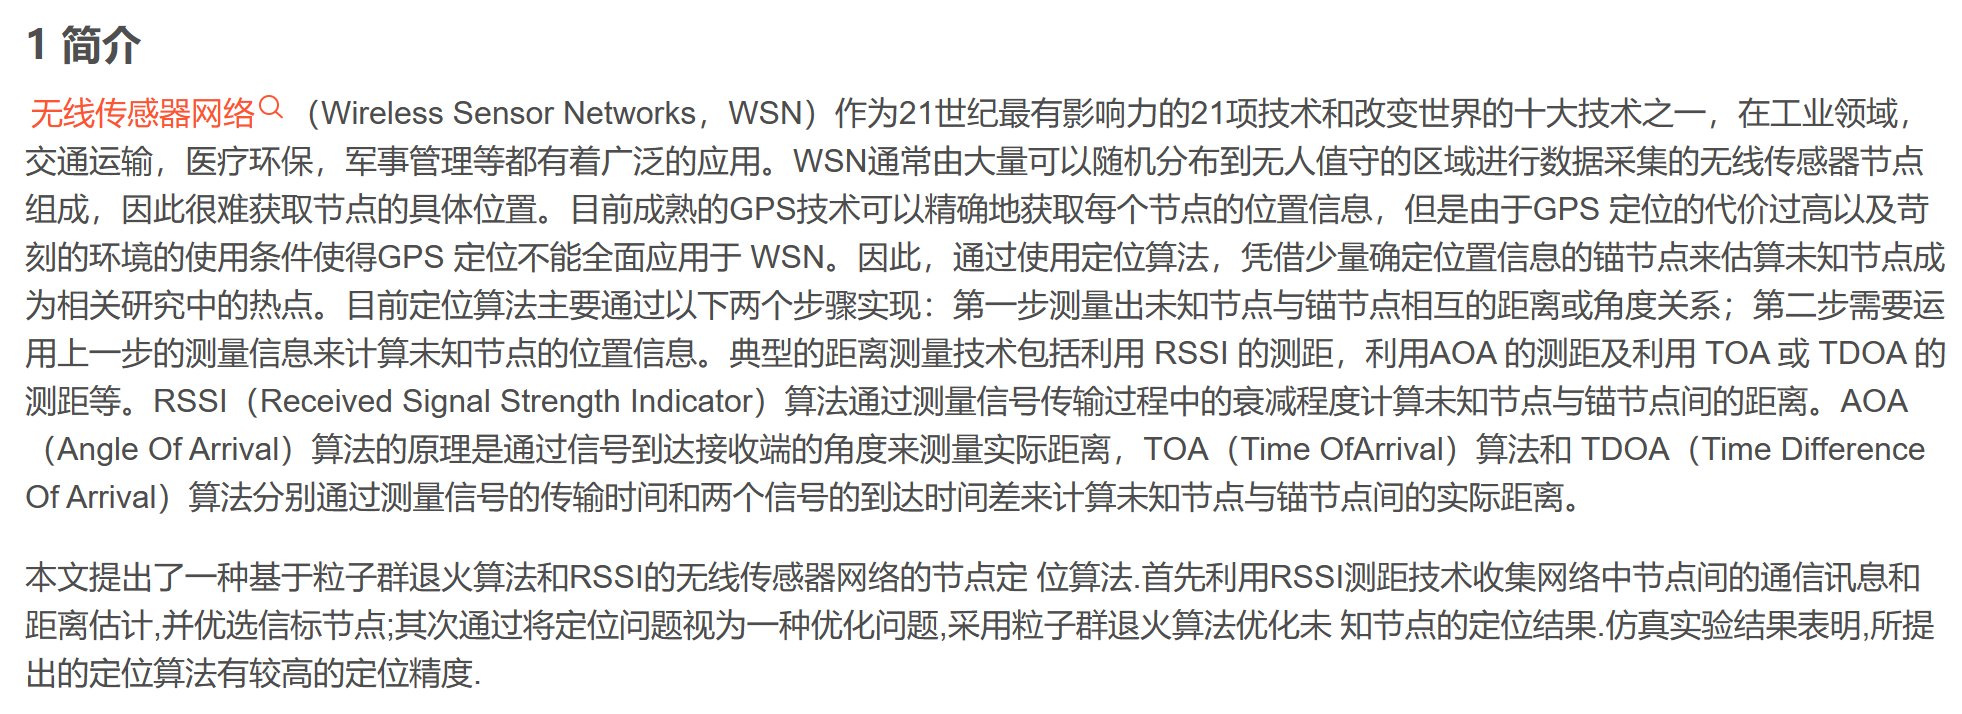 1 简介
无线传感器网络（Wireless Sensor Networks，WSN）作为21世纪最有影响力的21项技术和改变世界的十大技术之一，在工业领域，
交通运输，医疗环保，军事管理等都有着广泛的应用。WSN通常由大量可以随机分布到无人值守的区域进行数据采集的无线传感器节点
组成，因此很难获取节点的具体位置。目前成熟的GPS技术可以精确地获取每个节点的位置信息，但是由于GPS 定位的代价过高以及苛
刻的环境的使用条件使得GPS 定位不能全面应用于 WSN。因此，通过使用定位算法，凭借少量确定位置信息的锚节点来估算未知节点成
为相关研究中的热点。目前定位算法主要通过以下两个步骤实现：第一步测量出未知节点与锚节点相互的距离或角度关系；第二步需要运
用上一步的测量信息来计算未知节点的位置信息。典型的距离测量技术包括利用 RSSI 的测距，利用AOA 的测距及利用 TOA 或 TDOA 的
测距等。RSSI（Received Signal Strength Indicator）算法通过测量信号传输过程中的衰减程度计算未知节点与锚节点间的距离。AOA
（Angle Of Arrival）算法的原理是通过信号到达接收端的角度来测量实际距离，TOA（Time OfArrival）算法和 TDOA（Time Difference
Of Arrival）算法分别通过测量信号的传输时间和两个信号的到达时间差来计算未知节点与锚节点间的实际距离。
本文提出了一种基于粒子群退火算法和RSSI的无线传感器网络的节点定 位算法.首先利用RSSI测距技术收集网络中节点间的通信讯息和
距离估计,并优选信标节点;其次通过将定位问题视为一种优化问题,采用粒子群退火算法优化未 知节点的定位结果.仿真实验结果表明,所提
出的定位算法有较高的定位精度.